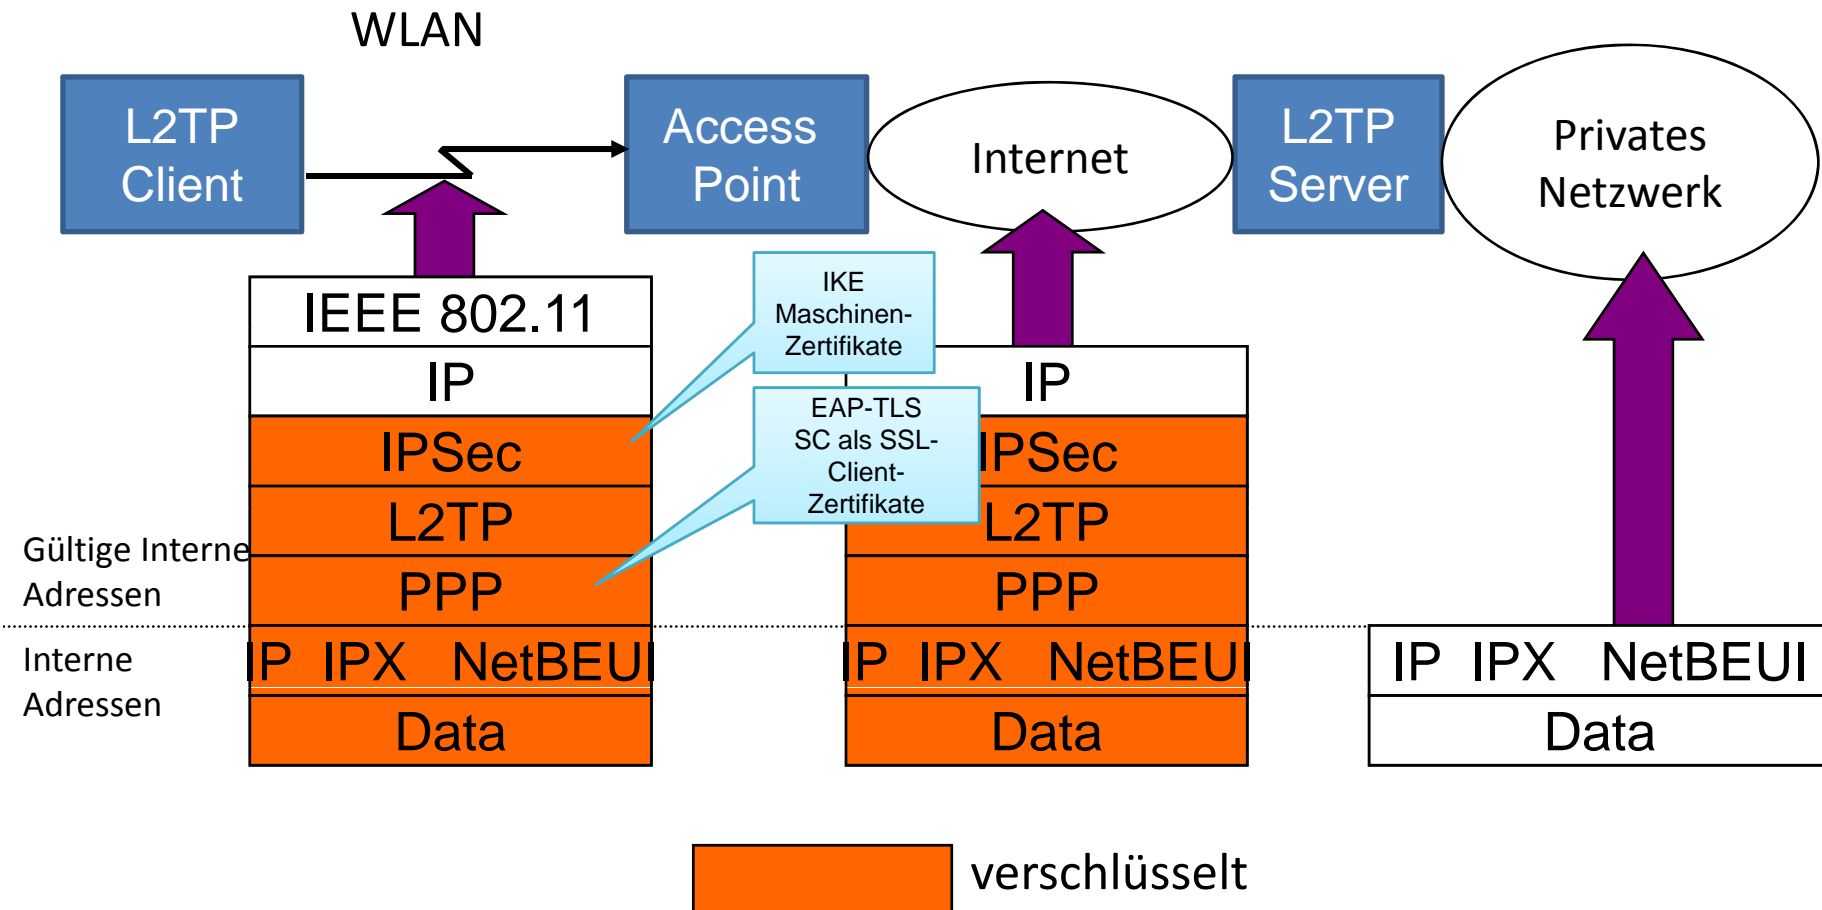 WLAN
L2TP
Client
Access
Point
Internet
L2TP
Server
Privates
Netzwerk
IEEE 802.11
IP
IPSec
L2TP
PPP
IP IPX NetBEUI
Data
IKE
Maschinen-
Zertifikate
EAP-TLS
SC als SSL-
Client-
Zertifikate
IP
IPSec
L2TP
PPP
IP IPX NetBEUI
Data
IP IPX NetBEUI
Data
Gültige Interne
Adressen
Interne
Adressen
verschlüsselt